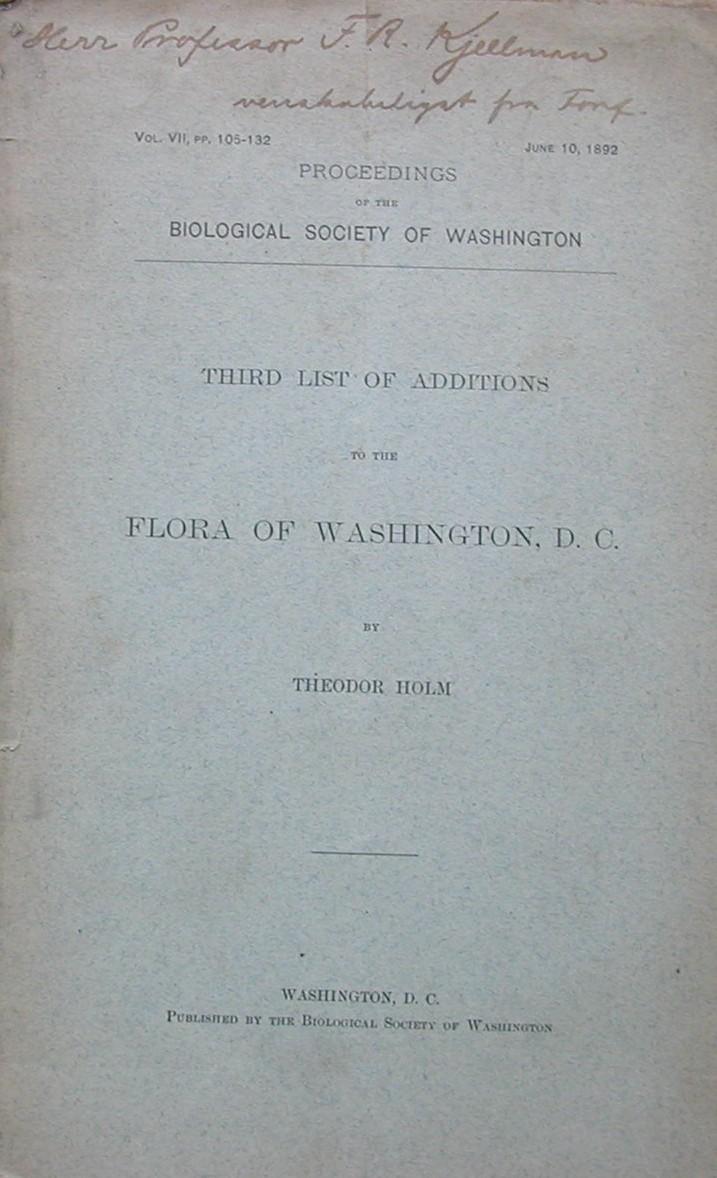 Herr Professor F. R. Kjellman
venskabeligst fra Forf.
VOL. VII, PP. 105-132
JUNE 10, 1892
PROCEEDINGS
OF THE
BIOLOGICAL SOCIETY OF WASHINGTON
THIRD LIST OF ADDITIONS
TO THE
FLORA OF WASHINGTON, D. C.
BY
THEODOR HOLM
WASHINGTON, D. C.
PUBLISHED BY THE BIOLOGICAL SOCIETY OF WASHINGTON